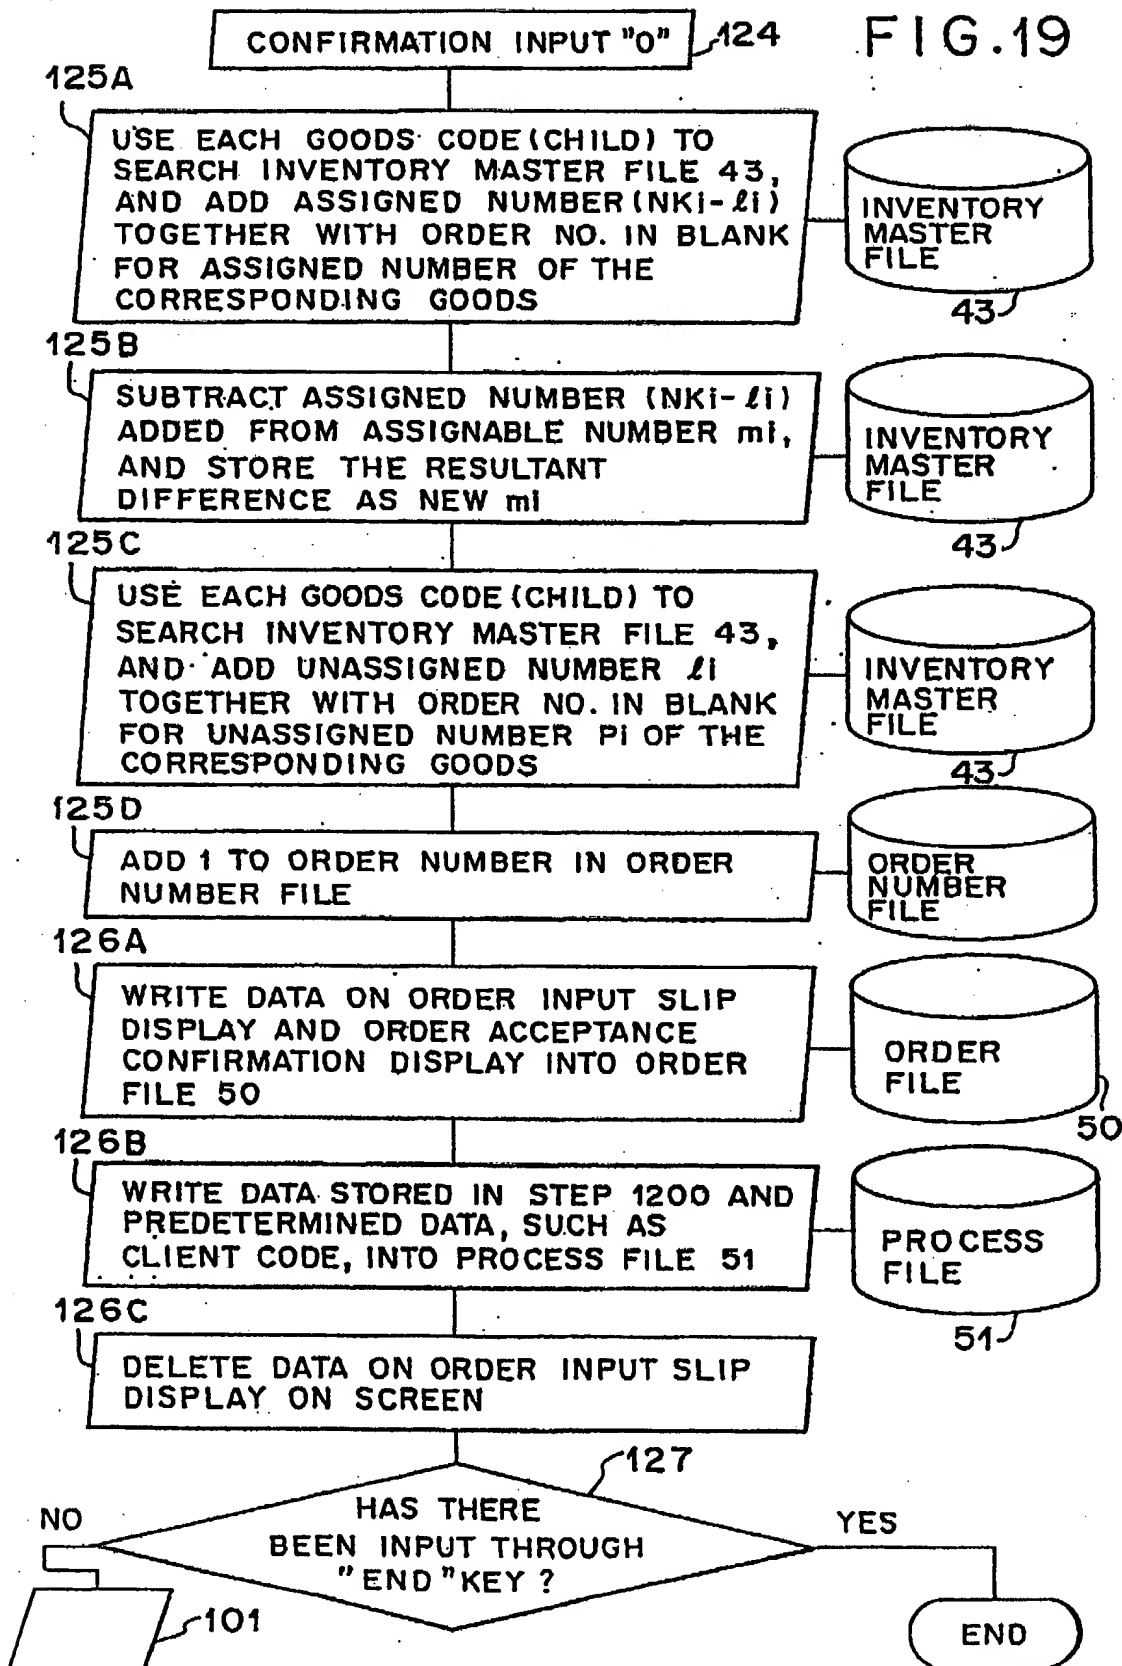 FIG.19
CONFIRMATION INPUT "0"
124
125A
USE EACH GOODS CODE (CHILD) TO
SEARCH INVENTORY MASTER FILE 43,
AND ADD ASSIGNED NUMBER (NKi-ℓi)
TOGETHER WITH ORDER NO. IN BLANK
FOR ASSIGNED NUMBER OF THE
CORRESPONDING GOODS
INVENTORY
MASTER
FILE
43
125B
SUBTRACT ASSIGNED NUMBER (NKi-ℓi)
ADDED FROM ASSIGNABLE NUMBER mi,
AND STORE THE RESULTANT
DIFFERENCE AS NEW mi
INVENTORY
MASTER
FILE
43
125C
USE EACH GOODS CODE (CHILD) TO
SEARCH INVENTORY MASTER FILE 43,
AND ADD UNASSIGNED NUMBER ℓi
TOGETHER WITH ORDER NO. IN BLANK
FOR UNASSIGNED NUMBER Pi OF THE
CORRESPONDING GOODS
INVENTORY
MASTER
FILE
43
125D
ADD 1 TO ORDER NUMBER IN ORDER
NUMBER FILE
ORDER
NUMBER
FILE
126A
WRITE DATA ON ORDER INPUT SLIP
DISPLAY AND ORDER ACCEPTANCE
CONFIRMATION DISPLAY INTO ORDER
FILE 50
ORDER
FILE
50
126B
WRITE DATA STORED IN STEP 1200 AND
PREDETERMINED DATA, SUCH AS
CLIENT CODE, INTO PROCESS FILE 51
PROCESS
FILE
51
126C
DELETE DATA ON ORDER INPUT SLIP
DISPLAY ON SCREEN
127
HAS THERE
BEEN INPUT THROUGH
"END" KEY ?
NO
YES
101
END